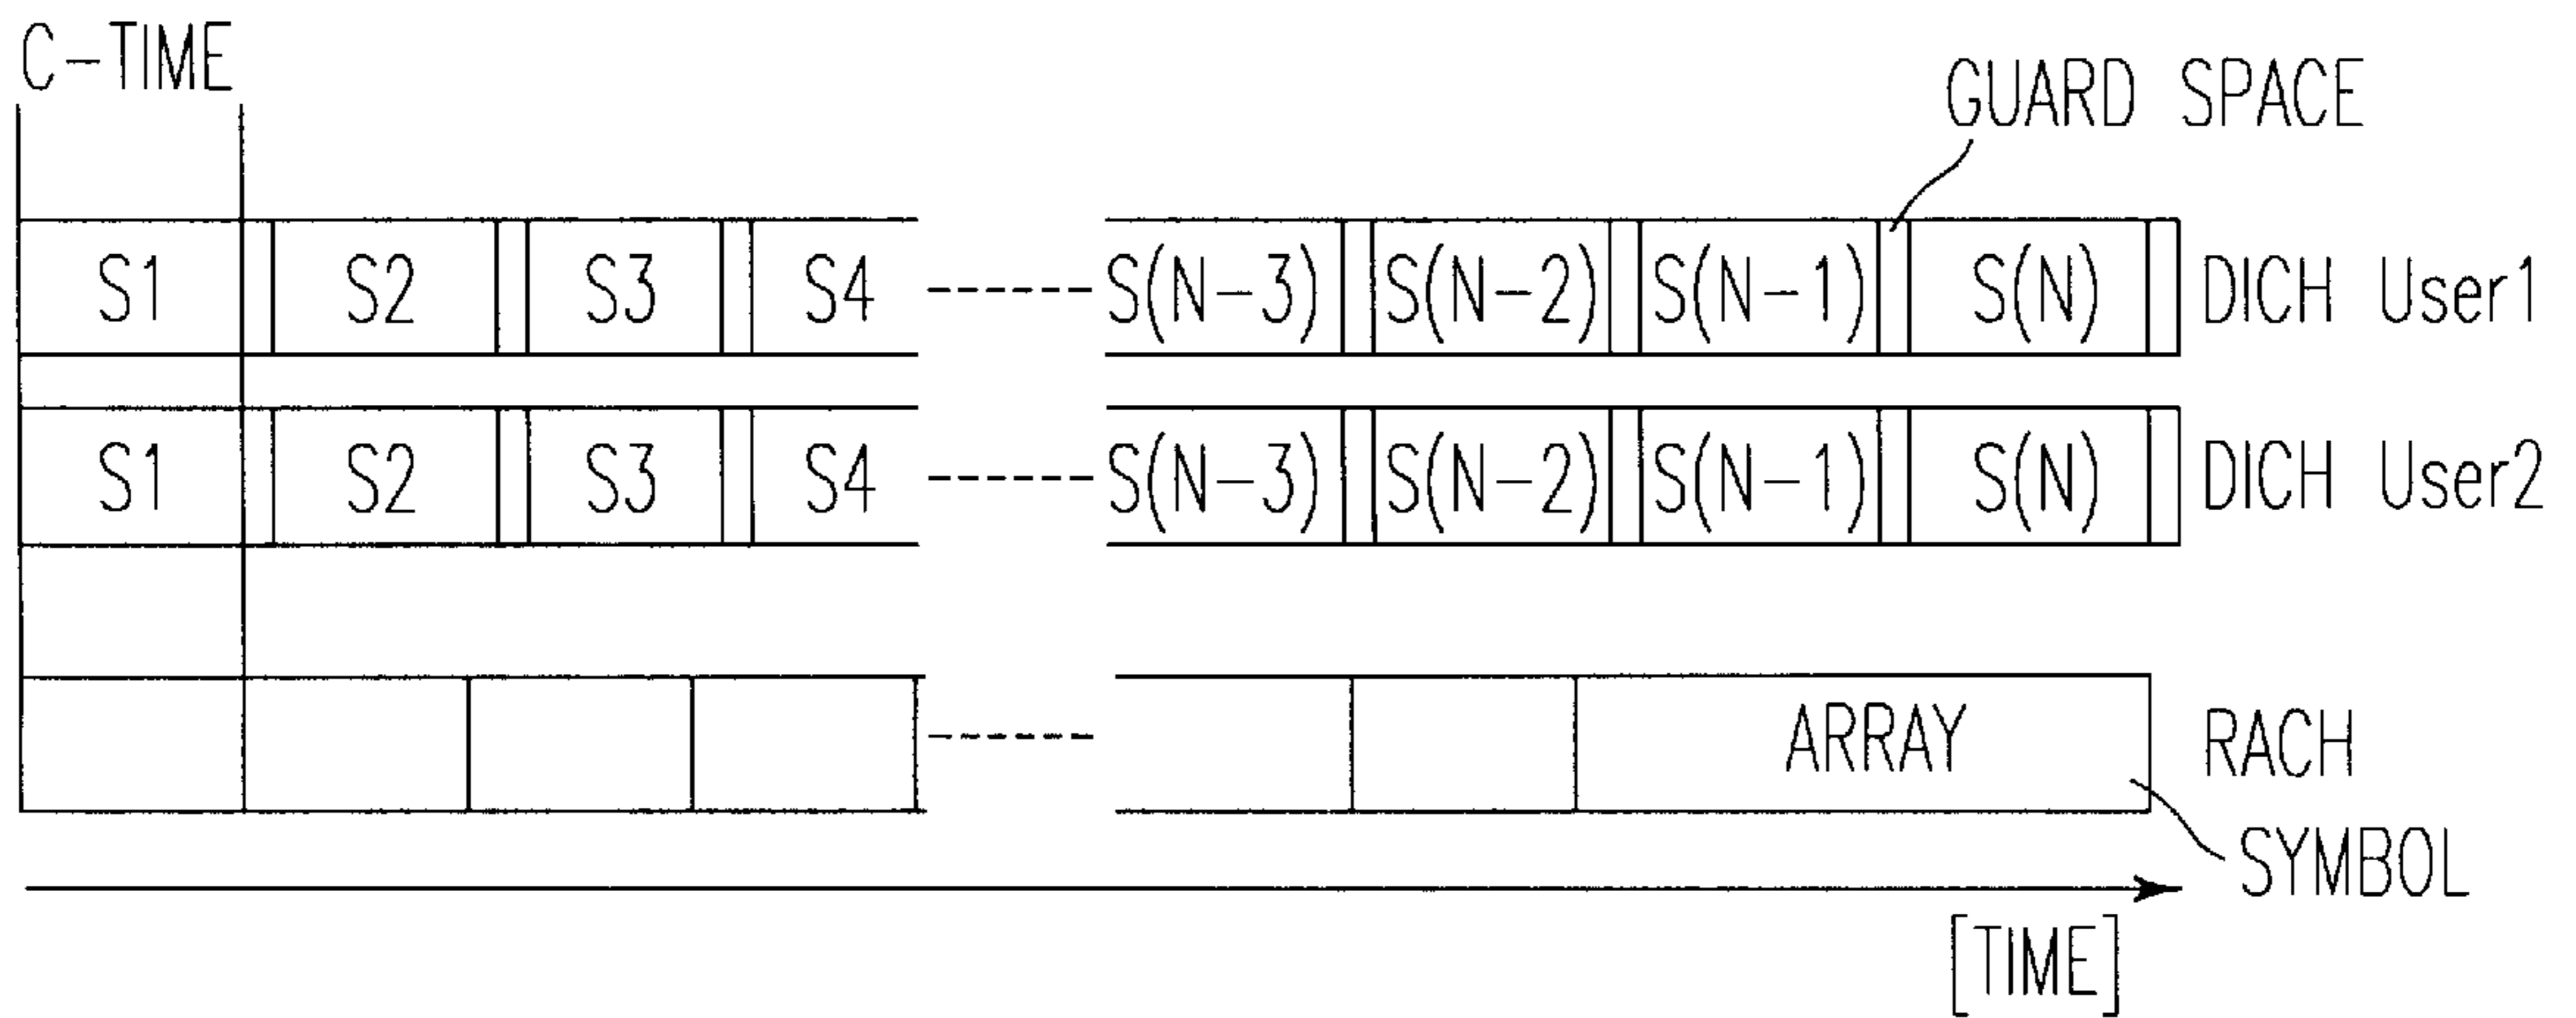 C-TIME
GUARD SPACE
S1 S2 S3 S4 S(N-3) S(N-2) S(N-1) S(N) DICH User1
S1 S2 S3 S4 S(N-3) S(N-2) S(N-1) S(N) DICH User2
ARRAY RACH
SYMBOL
[TIME]